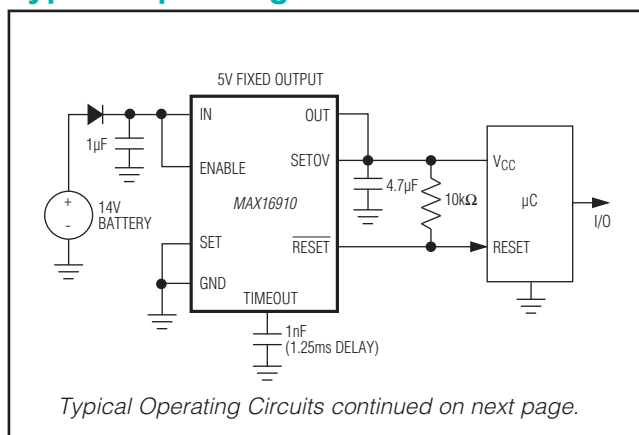 5V FIXED OUTPUT
IN
OUT
1µF
ENABLE
SETOV
VCC
4.7µF
10kΩ
MAX16910
µC
I/O
+
-
14V
BATTERY
SET
RESET
RESET
GND
TIMEOUT
1nF
(1.25ms DELAY)
Typical Operating Circuits continued on next page.